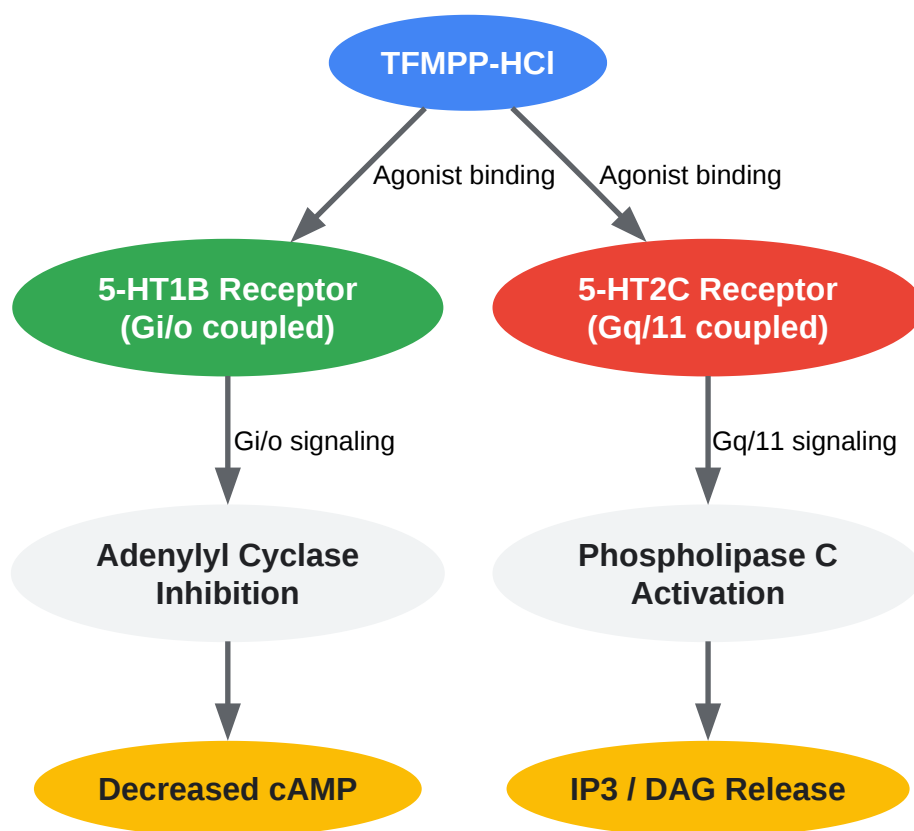 TFMPP-HCl
Agonist binding
Agonist binding
5-HT1B Receptor
(Gi/o coupled)
5-HT2C Receptor
(Gq/11 coupled)
Gi/o signaling
Gq/11 signaling
Adenylyl Cyclase
Inhibition
Phospholipase C
Activation
Decreased cAMP
IP3 / DAG Release